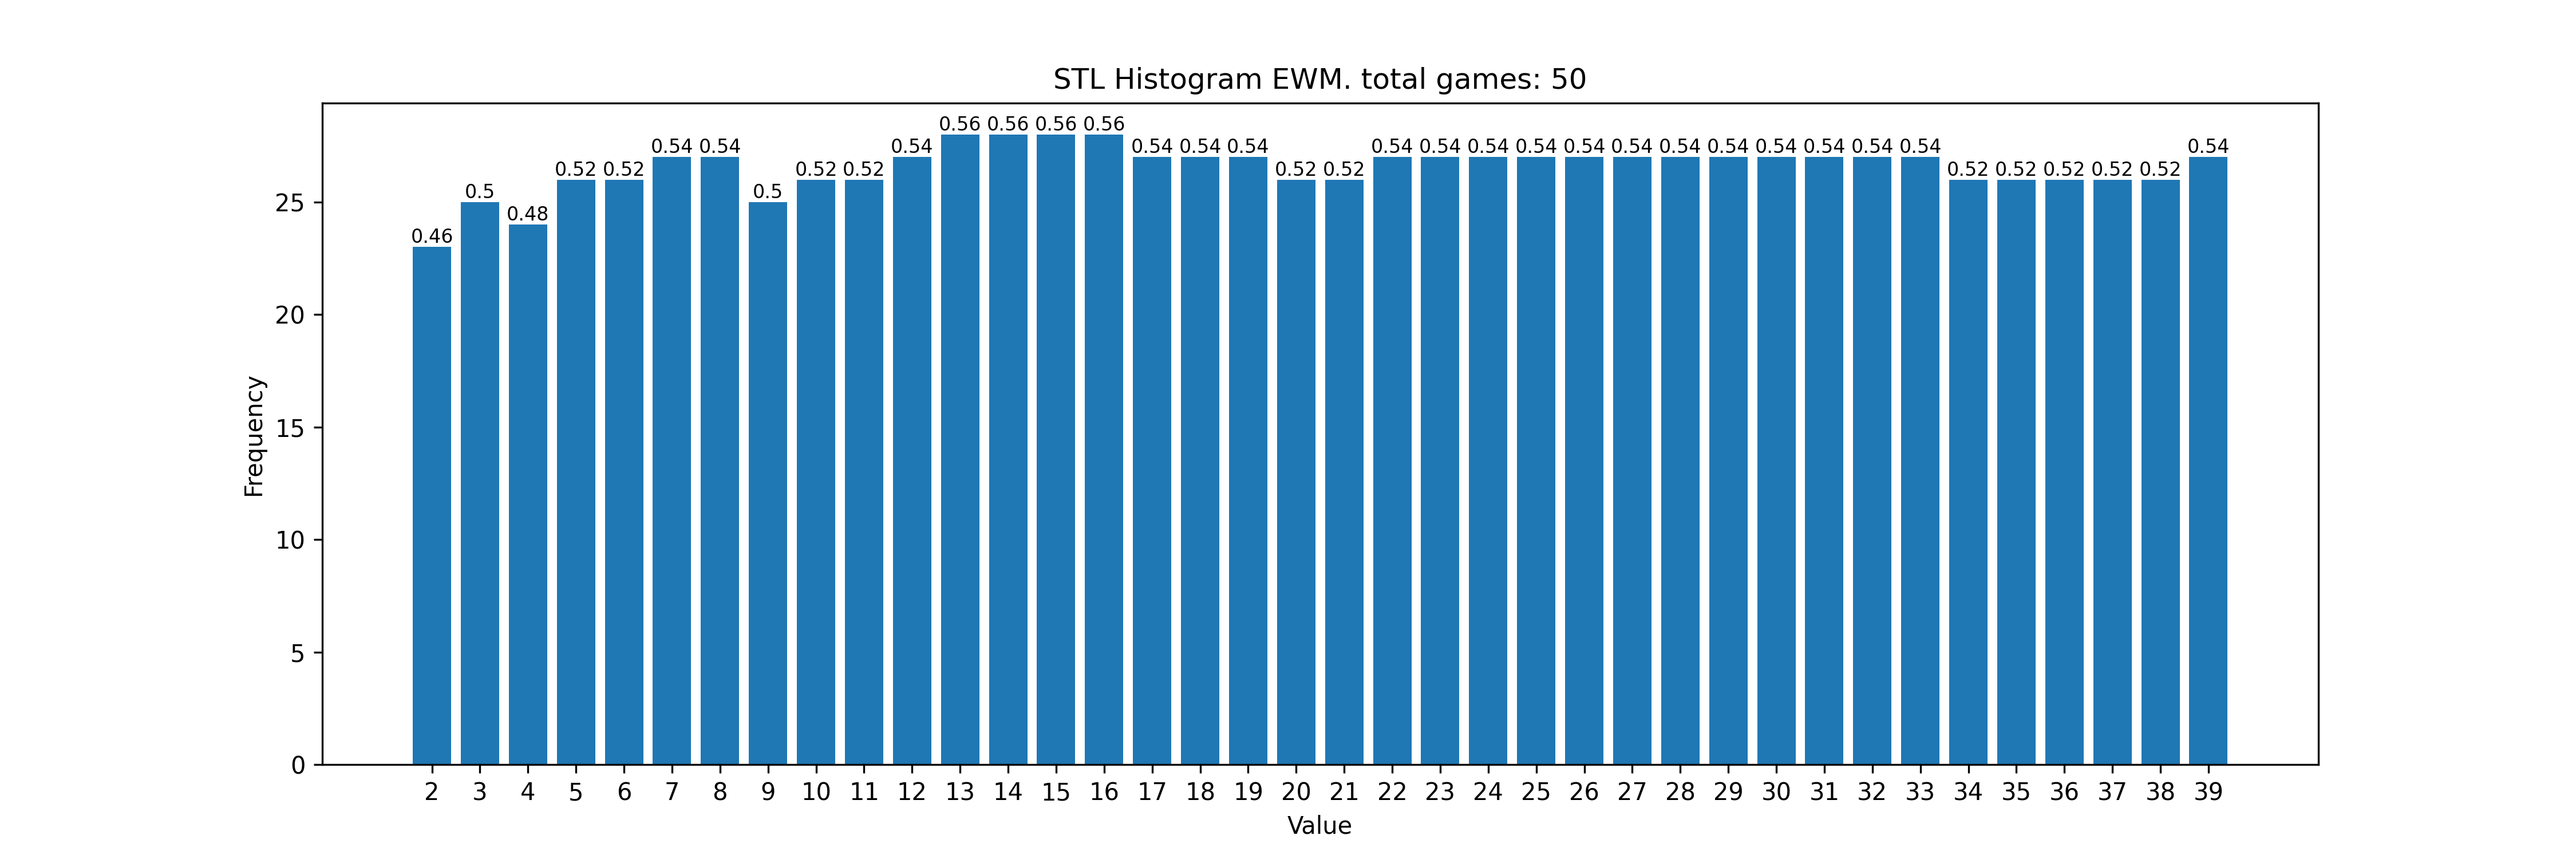 STL Histogram EWM. total games: 50
0.56 0.56 0.56 0.56
0.54 0.54 0.54 0.54 0.54 0.54 0.54 0.54 0.54 0.54 0.54 0.54 0.54 0.54 0.54 0.54 0.54 0.54 0.54
0.52 0.52 0.52 0.52 0.52 0.52 0.52 0.52 0.52 0.52 0.52
0.5 0.5
0.48
0.46
25
20
15
10
5
0
Frequency
2 3 4 5 6 7 8 9 10 11 12 13 14 15 16 17 18 19 20 21 22 23 24 25 26 27 28 29 30 31 32 33 34 35 36 37 38 39
Value